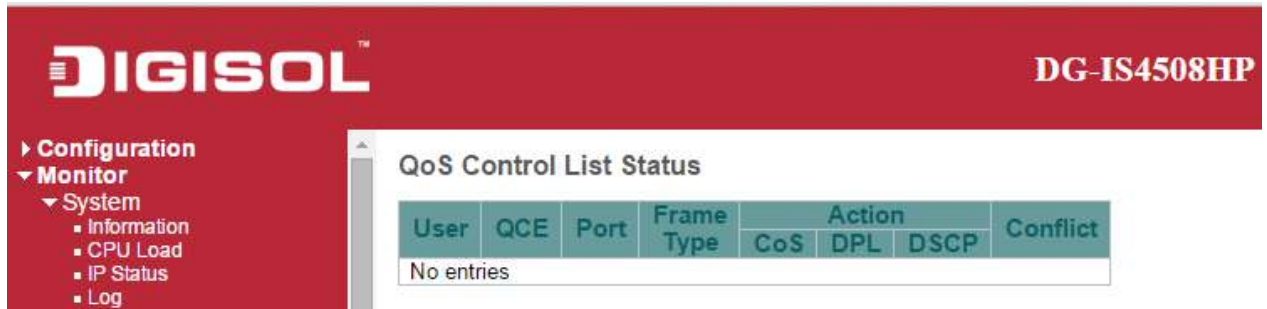 DIGISOL™
DG-IS4508HP
Configuration
Monitor
System
Information
CPU Load
IP Status
Log
QoS Control List Status
User QCE Port Frame Type Action Conflict
CoS DPL DSCP
No entries